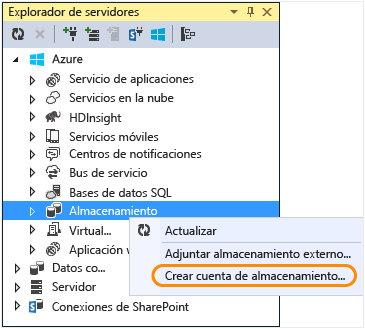 Explorador de servidores
Azure
Servicio de aplicaciones
Servicios en la nube
HDInsight
Servicios móviles
Centros de notificaciones
Bus de servicio
Bases de datos SQL
Almacenamiento
Virtual...
Actualizar
Aplicación
Adjuntar almacenamiento externo...
Datos co...
Crear cuenta de almacenamiento...
Servidor
Conexiones de SharePoint